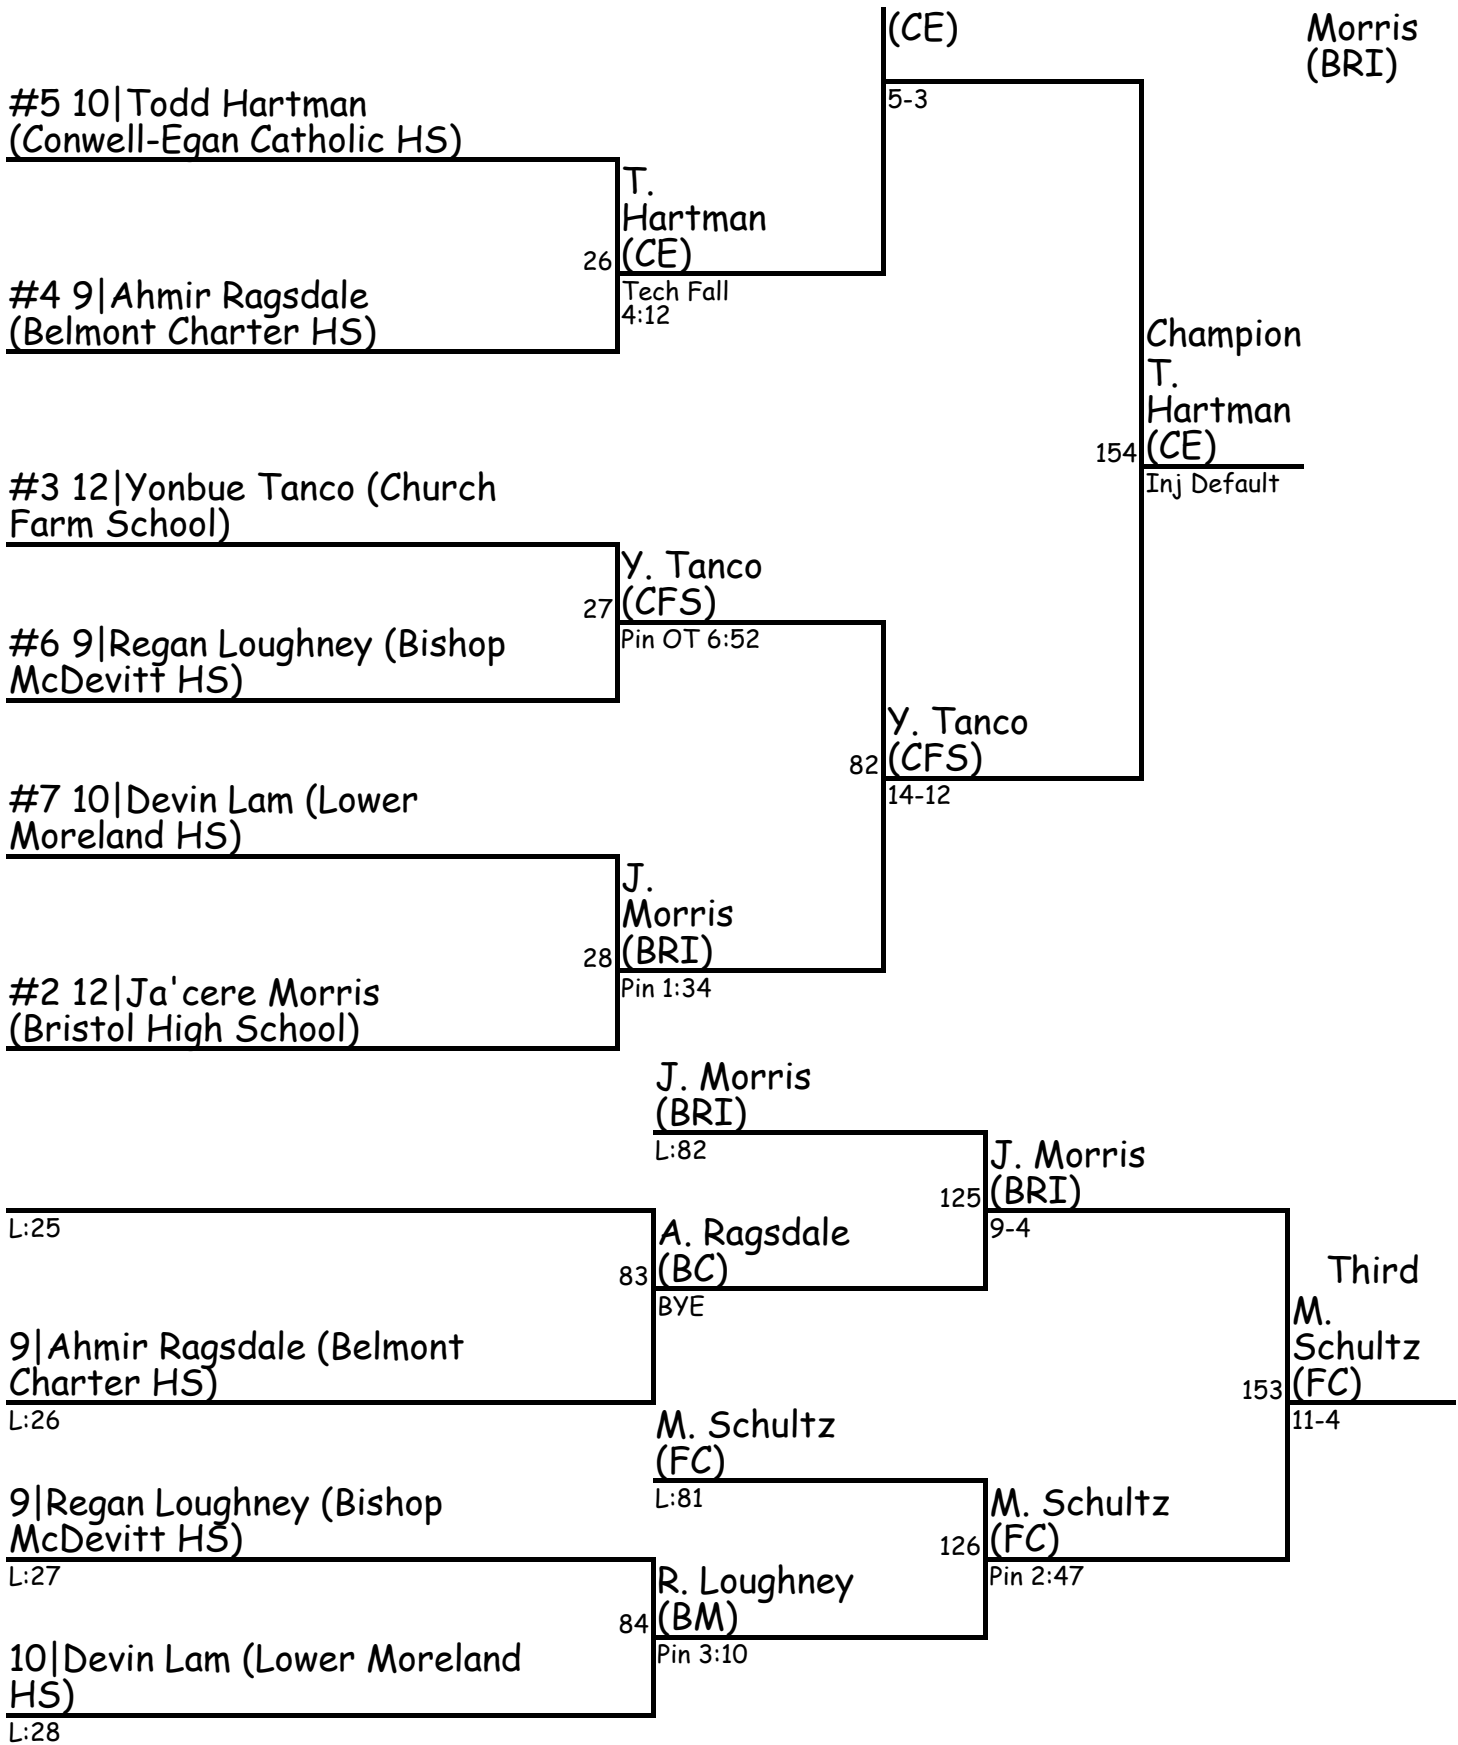 (CE)
5-3
Morris
(BRI)
#5 10|Todd Hartman
(Conwell-Egan Catholic HS)
T.
Hartman
26
(CE)
Tech Fall
4:12
#4 9|Ahmir Ragsdale
(Belmont Charter HS)
Champion
T.
Hartman
154
(CE)
Inj Default
#3 12|Yonbue Tanco (Church
Farm School)
Y. Tanco
27
(CFS)
Pin OT 6:52
#6 9|Regan Loughney (Bishop
McDevitt HS)
Y. Tanco
82
(CFS)
14-12
#7 10|Devin Lam (Lower
Moreland HS)
J.
Morris
28
(BRI)
Pin 1:34
#2 12|Ja'cere Morris
(Bristol High School)
J. Morris
(BRI)
L:82
J. Morris
125
(BRI)
9-4
L:25
A. Ragsdale
83
(BC)
BYE
9|Ahmir Ragsdale (Belmont
Charter HS)
L:26
Third
M.
Schultz
153
(FC)
11-4
M. Schultz
(FC)
L:81
M. Schultz
126
(FC)
Pin 2:47
9|Regan Loughney (Bishop
McDevitt HS)
L:27
R. Loughney
84
(BM)
Pin 3:10
10|Devin Lam (Lower Moreland
HS)
L:28